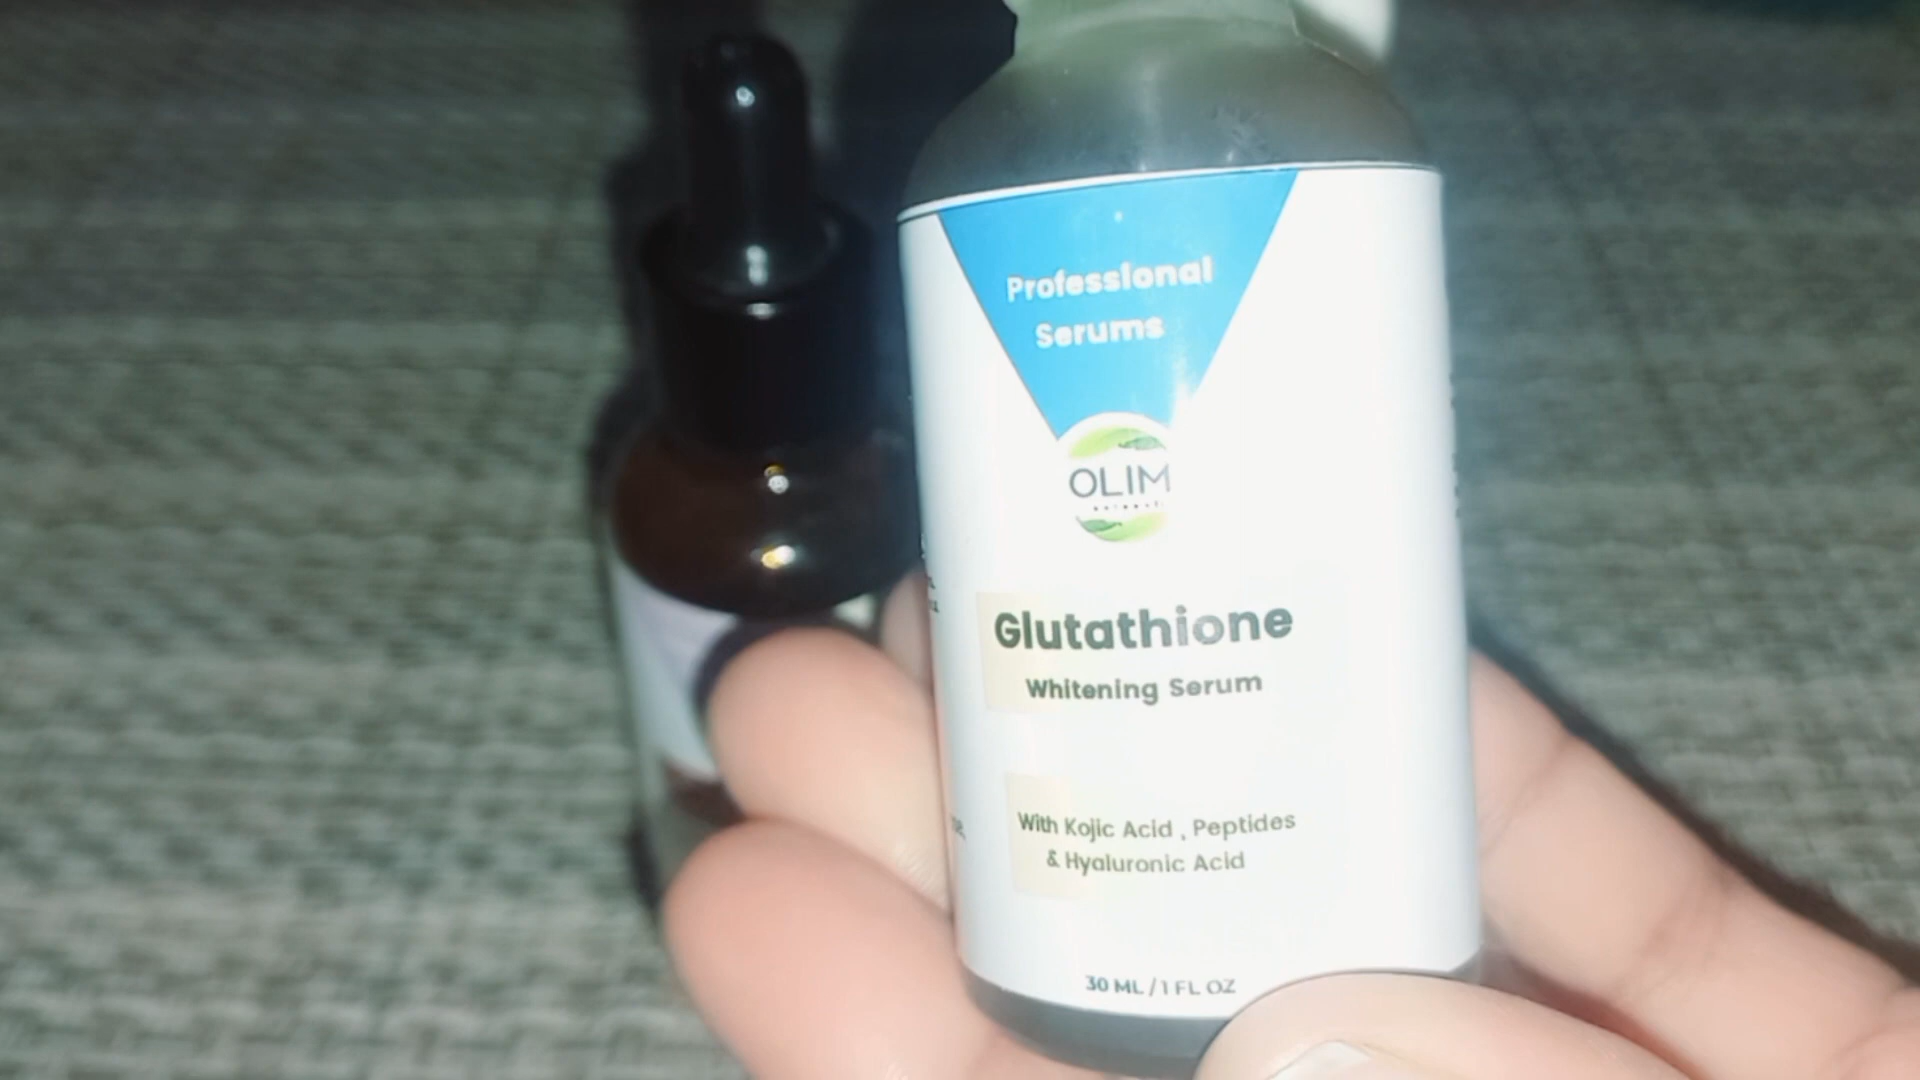 Professional
Serums
OLIM
Glutathione
Whitening Serum
With Kojic Acid , Peptides
& Hyaluronic Acid
30 ML / 1 FL OZ